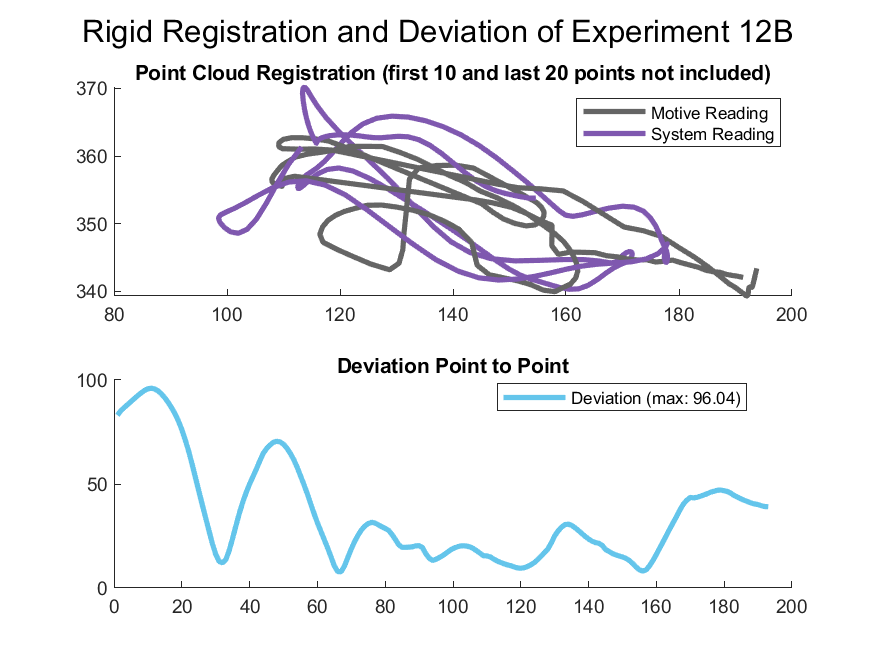 Rigid Registration and Deviation of Experiment 12B
Point Cloud Registration (first 10 and last 20 points not included)
370
360
350
340
Motive Reading
System Reading
80 100 120 140 160 180 200
Deviation Point to Point
100
50
0
Deviation (max: 96.04)
0 20 40 60 80 100 120 140 160 180 200